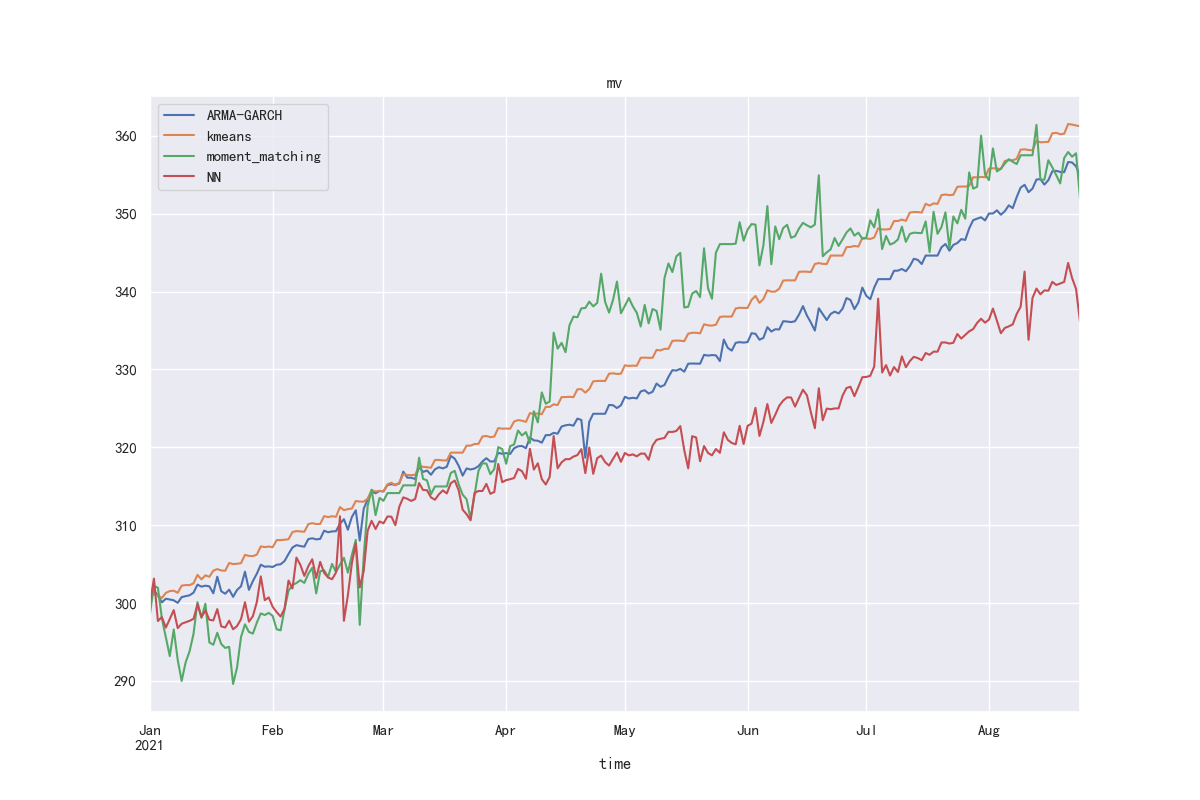 mv
ARMA-GARCH
kmeans
moment_matching
NN
360
350
340
330
320
310
300
290
Jan Feb Mar Apr May Jun Jul Aug
2021
time